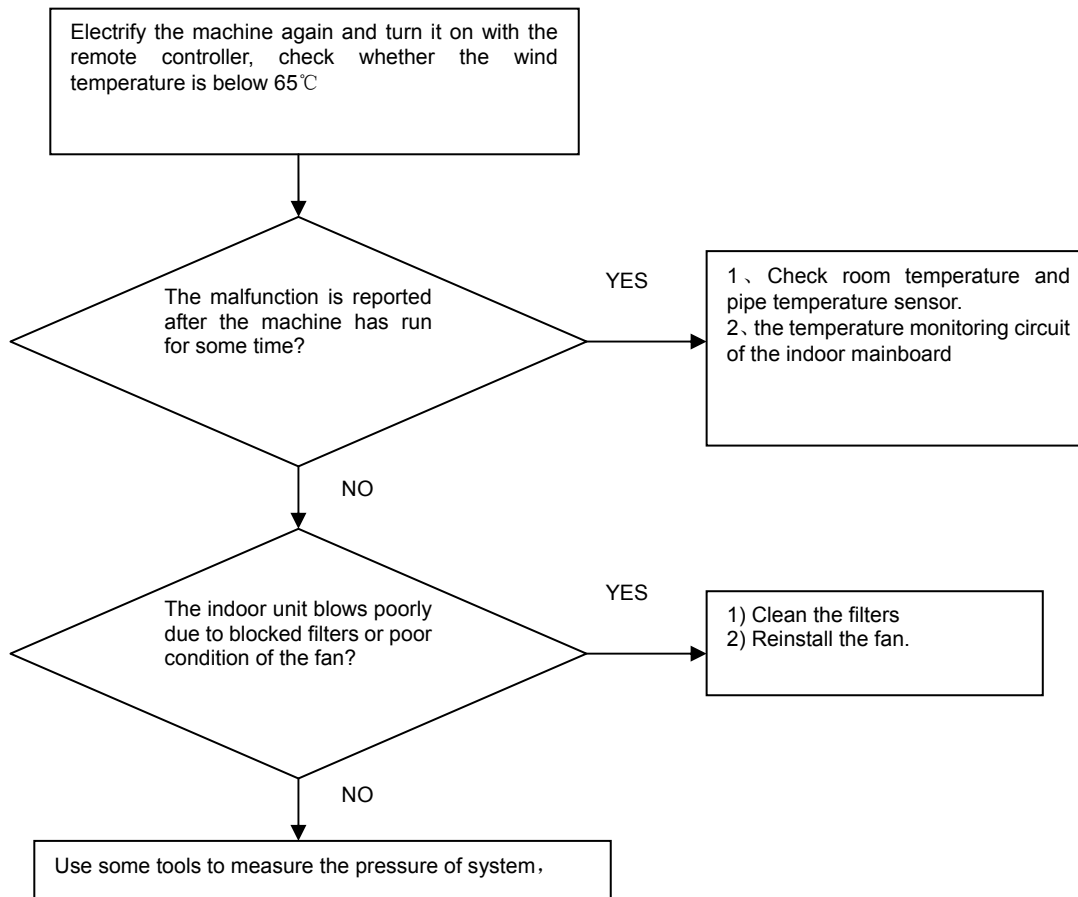 Electrify the machine again and turn it on with the
remote controller, check whether the wind
temperature is below 65℃
The malfunction is reported
after the machine has run
for some time?
YES
1、Check room temperature and
pipe temperature sensor.
2、the temperature monitoring circuit
of the indoor mainboard
NO
The indoor unit blows poorly
due to blocked filters or poor
condition of the fan?
YES
1) Clean the filters
2) Reinstall the fan.
NO
Use some tools to measure the pressure of system，